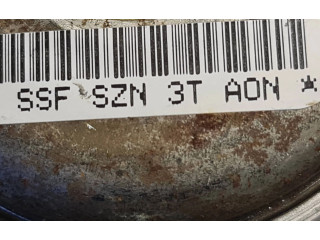 SSF SZN 3T AON *